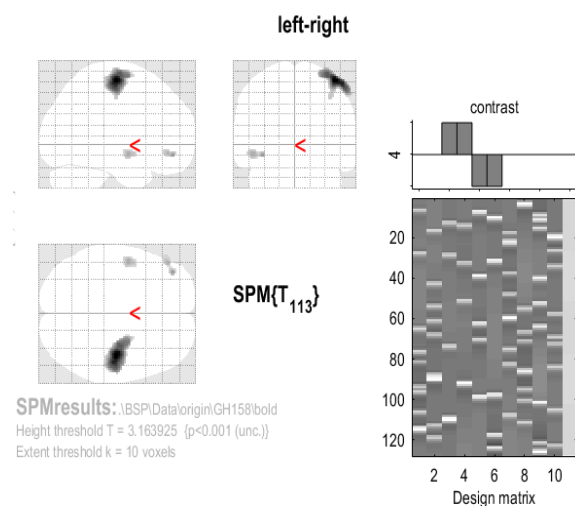 left-right
<
<
contrast
4
<
SPM{T113}
20
40
60
80
100
120
2 4 6 8 10
Design matrix
SPMresults: .\BSP\Data\origin\GH158\bold
Height threshold T = 3.163925 {p<0.001 (unc.)}
Extent threshold k = 10 voxels